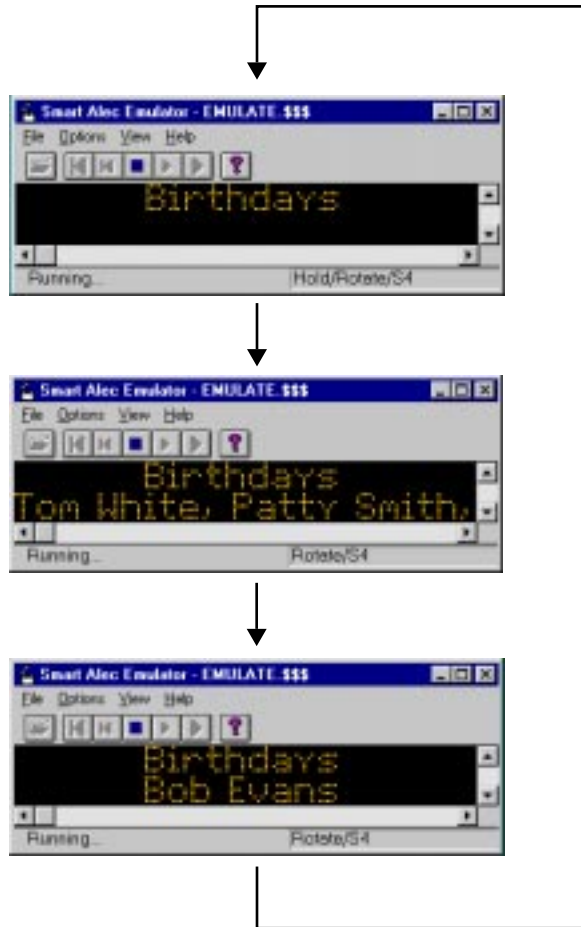 Smart Alec Emulator - EMULATE.$$$
File Options View Help
Birthdays
Running... Hold/Rotate/S4
Smart Alec Emulator - EMULATE.$$$
File Options View Help
Birthdays
Tom White, Patty Smith,
Running... Rotate/S4
Smart Alec Emulator - EMULATE.$$$
File Options View Help
Birthdays
Bob Evans
Running... Rotate/S4